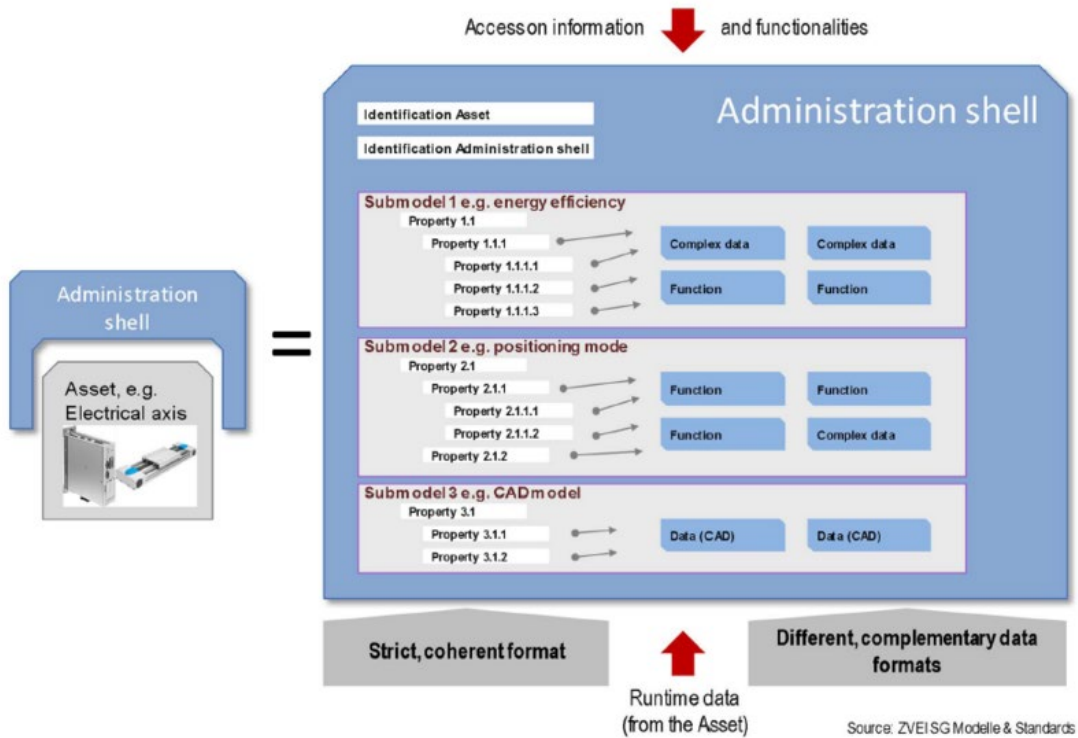 Access on information and functionalities
Administration shell
Identification Asset
Identification Administration shell
Submodel 1 e.g. energy efficiency
Property 1.1
Property 1.1.1
Property 1.1.1.1
Property 1.1.1.2
Property 1.1.1.3
Complex data
Complex data
Function
Function
Administration
shell
Asset, e.g.
Electrical axis
=
Submodel 2 e.g. positioning mode
Property 2.1
Property 2.1.1
Property 2.1.1.1
Property 2.1.1.2
Property 2.1.2
Function
Function
Function
Complex data
Submodel 3 e.g. CAD model
Property 3.1
Property 3.1.1
Property 3.1.2
Data (CAD)
Data (CAD)
Strict, coherent format
Different, complementary data
formats
Runtime data
(from the Asset)
Source: ZVEI SG Modelle & Standards